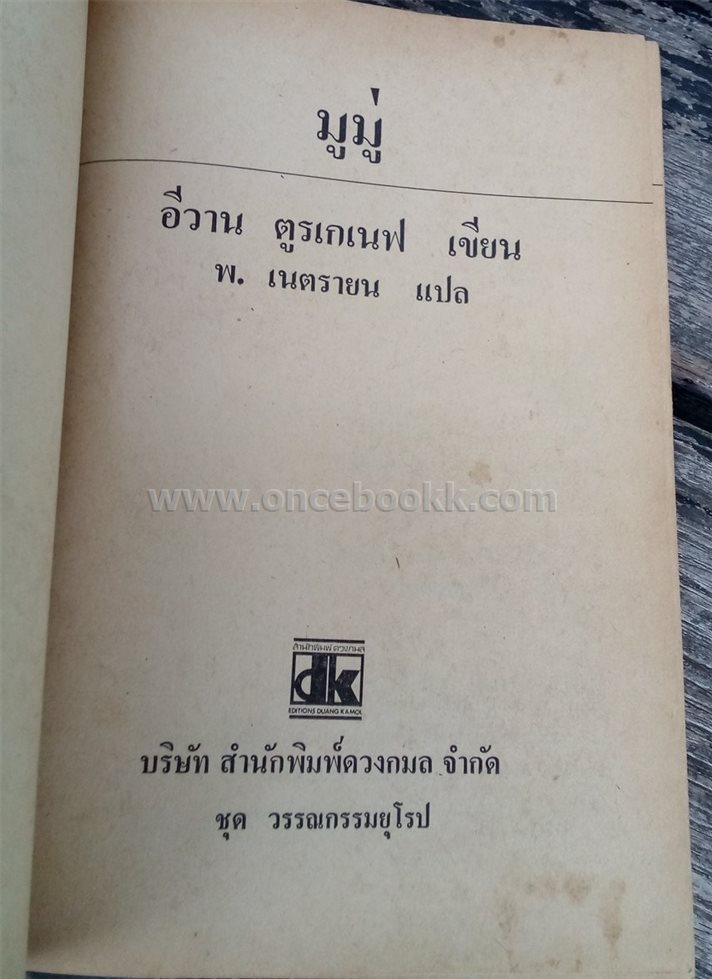 มูมู่
อีวาน ตูรเกเนฟ เขียน
พ. เนตรายน แปล
www.oncebookk.com
สำนักพิมพ์ ดวงกมล
dk
EDITIONS DUANG KAMOL
บริษัท สำนักพิมพ์ดวงกมล จำกัด
ชุด วรรณกรรมยุโรป